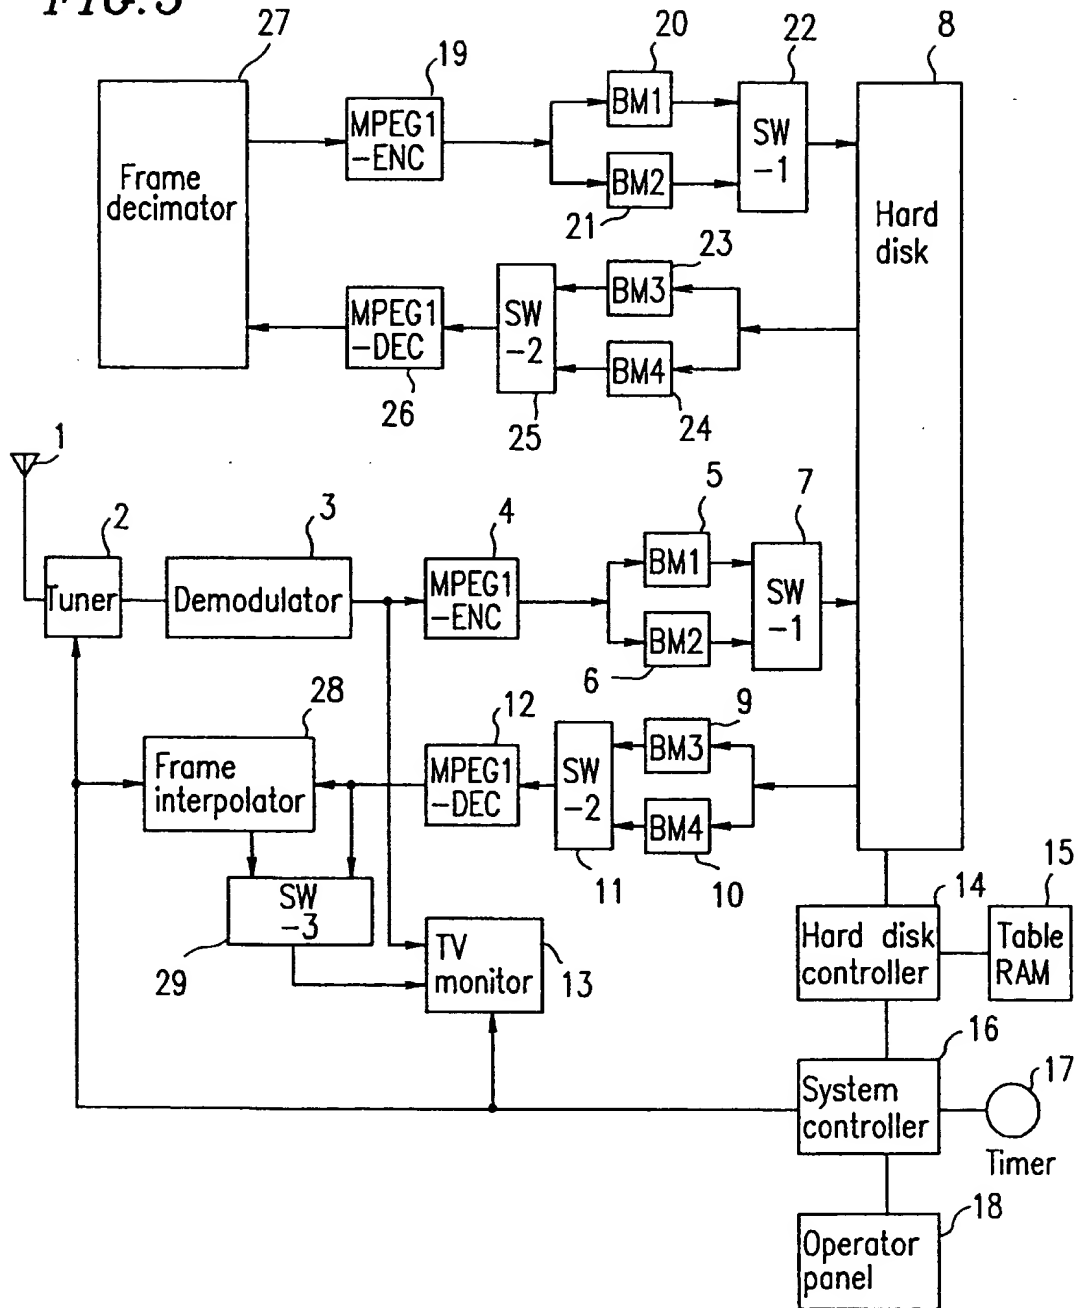 FIG. 5
27
19
20
22
8
MPEG1
-ENC
BM1
SW
-1
Frame
decimator
BM2
21
Hard
disk
23
MPEG1
-DEC
SW
-2
BM3
BM4
26
25
24
1
2
3
4
5
7
Tuner
Demodulator
MPEG1
-ENC
BM1
SW
-1
BM2
6
28
12
9
Frame
interpolator
MPEG1
-DEC
SW
-2
BM3
BM4
11
10
14
15
SW
-3
29
TV
monitor
13
Hard disk
controller
Table
RAM
16
17
System
controller
Timer
18
Operator
panel